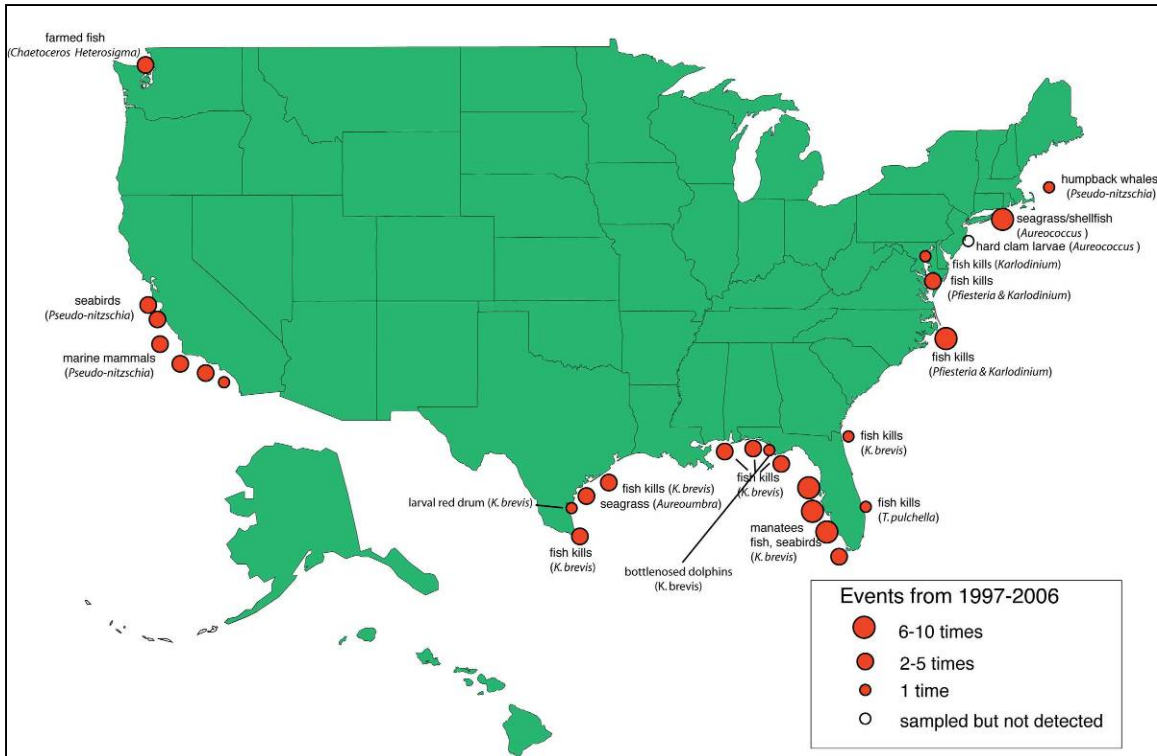 farmed fish
(Chaetoceros Heterosigma)
humpback whales
(Pseudo-nitzschia)
seagrass/shellfish
(Aureococcus )
hard clam larvae (Aureococcus )
fish kills (Karlodinium)
fish kills
(Pfiesteria & Karlodinium)
seabirds
(Pseudo-nitzschia)
marine mammals
(Pseudo-nitzschia)
fish kills
(Pfiesteria & Karlodinium)
fish kills
(K. brevis)
fish kills
(K. brevis)
fish kills (K. brevis)
seagrass (Aureoumbra)
larval red drum (K. brevis)
fish kills
(K. brevis)
fish kills
(T. pulchella)
manatees
fish, seabirds
(K. brevis)
bottlenosed dolphins
(K. brevis)
Events from 1997-2006
6-10 times
2-5 times
1 time
sampled but not detected